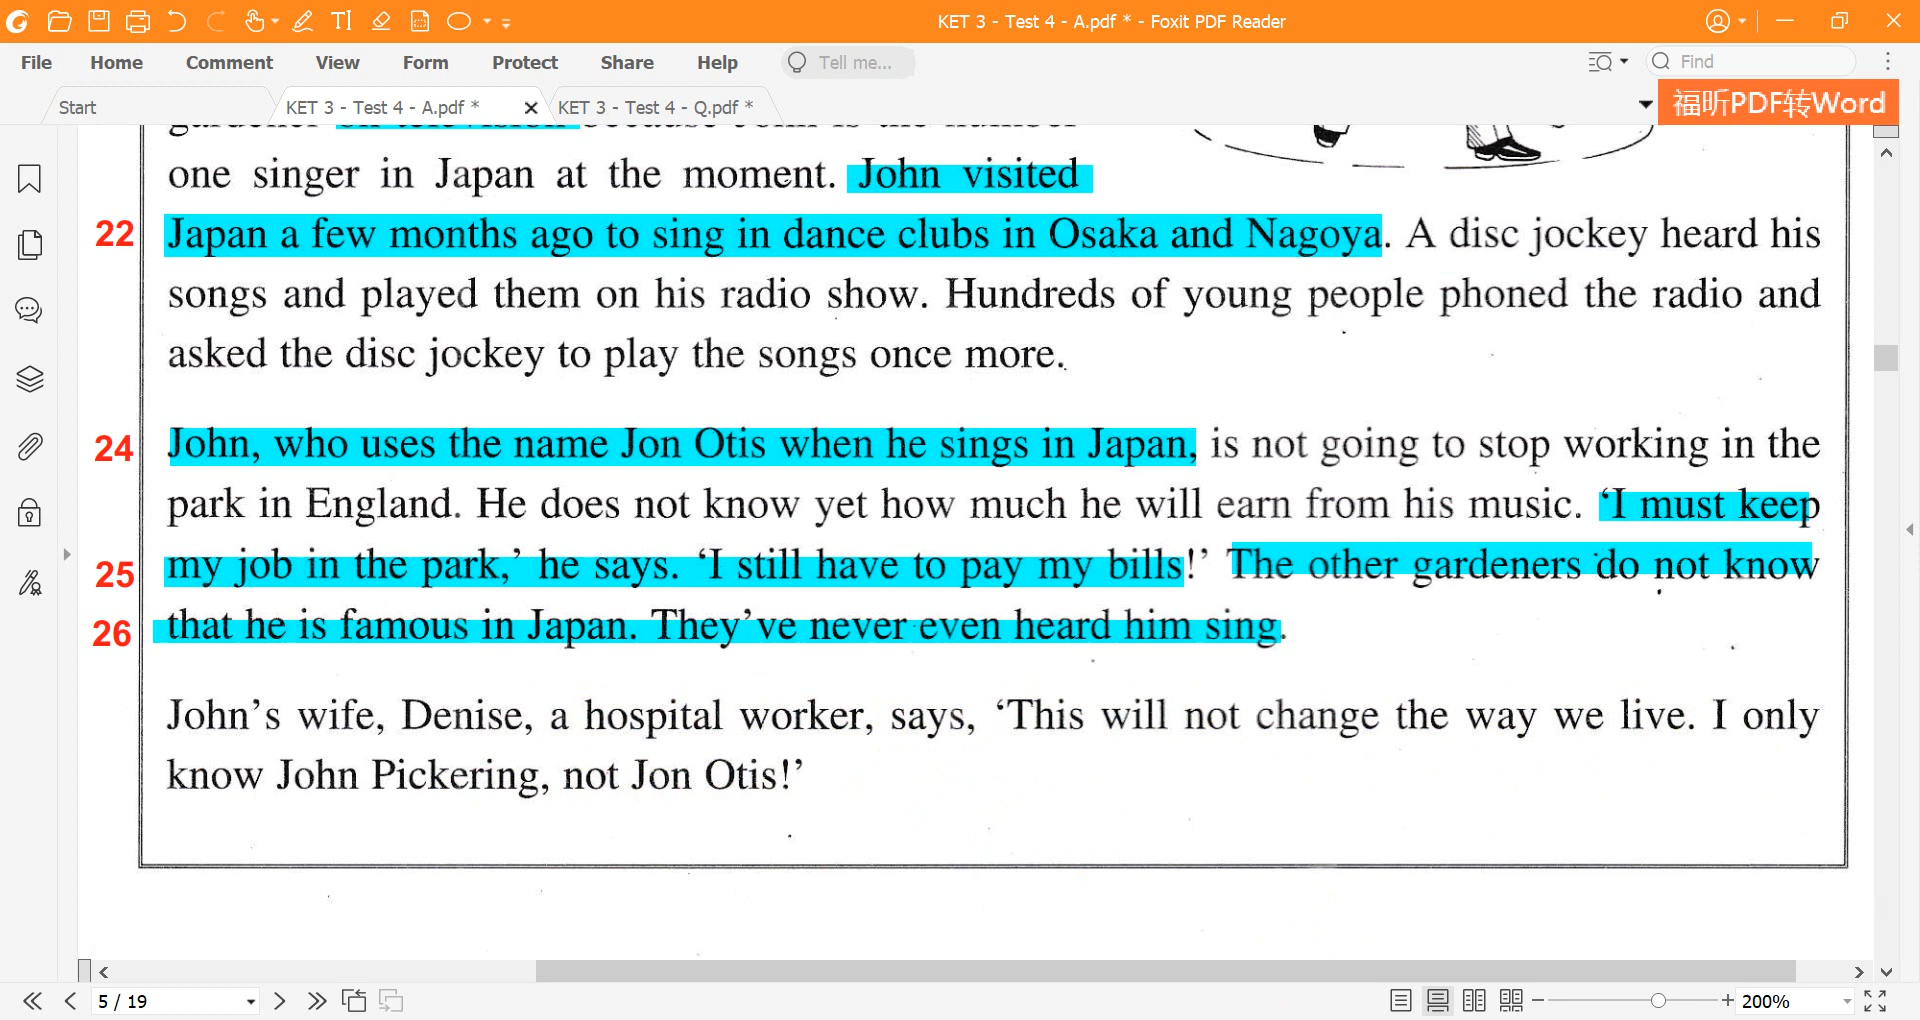 KET 3 - Test 4 - A.pdf * - Foxit PDF Reader
File Home Comment View Form Protect Share Help Tell me... Find
Start KET 3 - Test 4 - A.pdf * KET 3 - Test 4 - Q.pdf * 福昕PDF转Word
gardener on television because John is the number
one singer in Japan at the moment. John visited
22 Japan a few months ago to sing in dance clubs in Osaka and Nagoya. A disc jockey heard his
songs and played them on his radio show. Hundreds of young people phoned the radio and
asked the disc jockey to play the songs once more.
24 John, who uses the name Jon Otis when he sings in Japan, is not going to stop working in the
park in England. He does not know yet how much he will earn from his music. ‘I must keep
25 my job in the park,’ he says. ‘I still have to pay my bills!’ The other gardeners do not know
26 that he is famous in Japan. They’ve never even heard him sing.
John’s wife, Denise, a hospital worker, says, ‘This will not change the way we live. I only
know John Pickering, not Jon Otis!’
5 / 19 200%